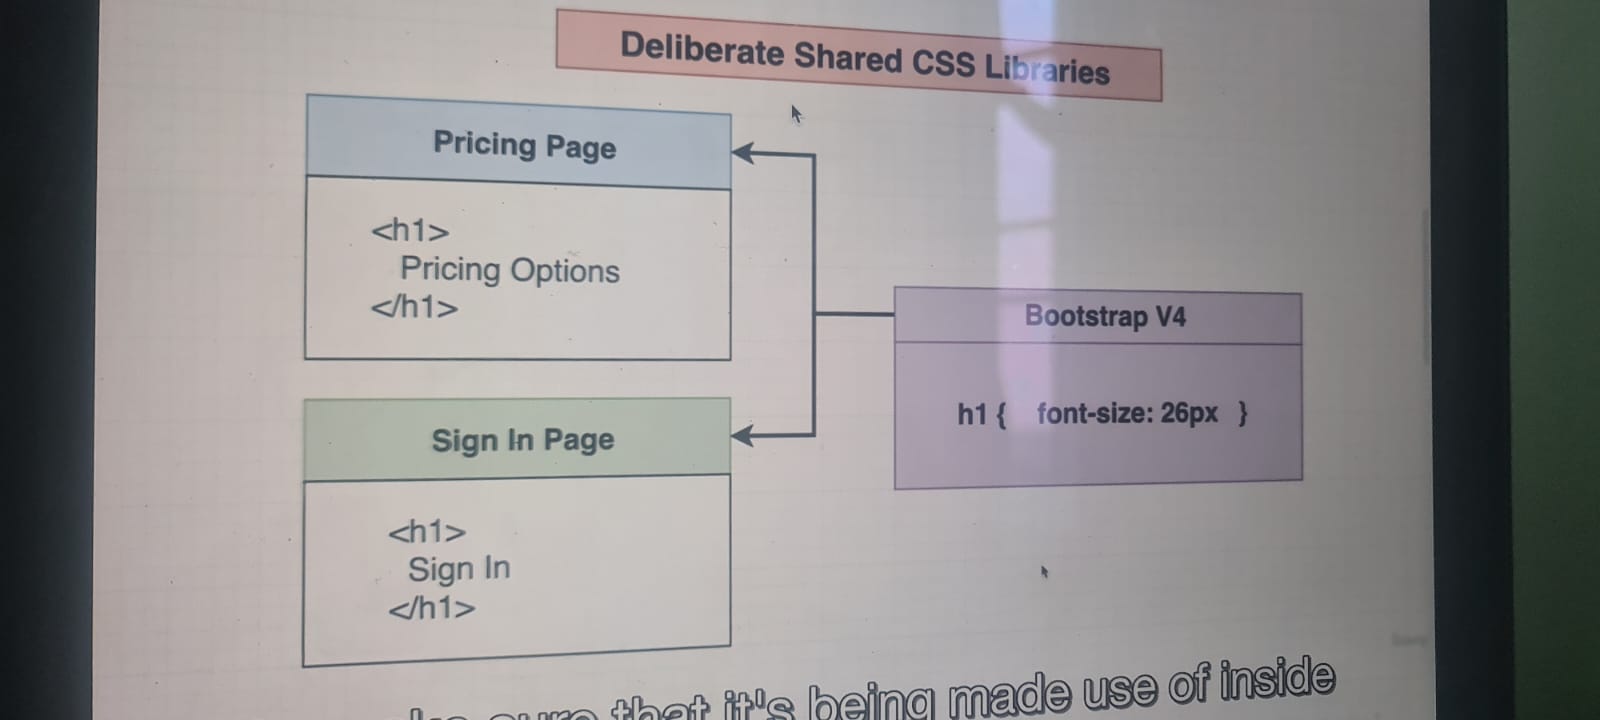 Deliberate Shared CSS Libraries
Pricing Page
<h1>
Pricing Options
</h1>
Bootstrap V4
h1 { font-size: 26px }
Sign In Page
<h1>
Sign In
</h1>
sure that it's being made use of inside